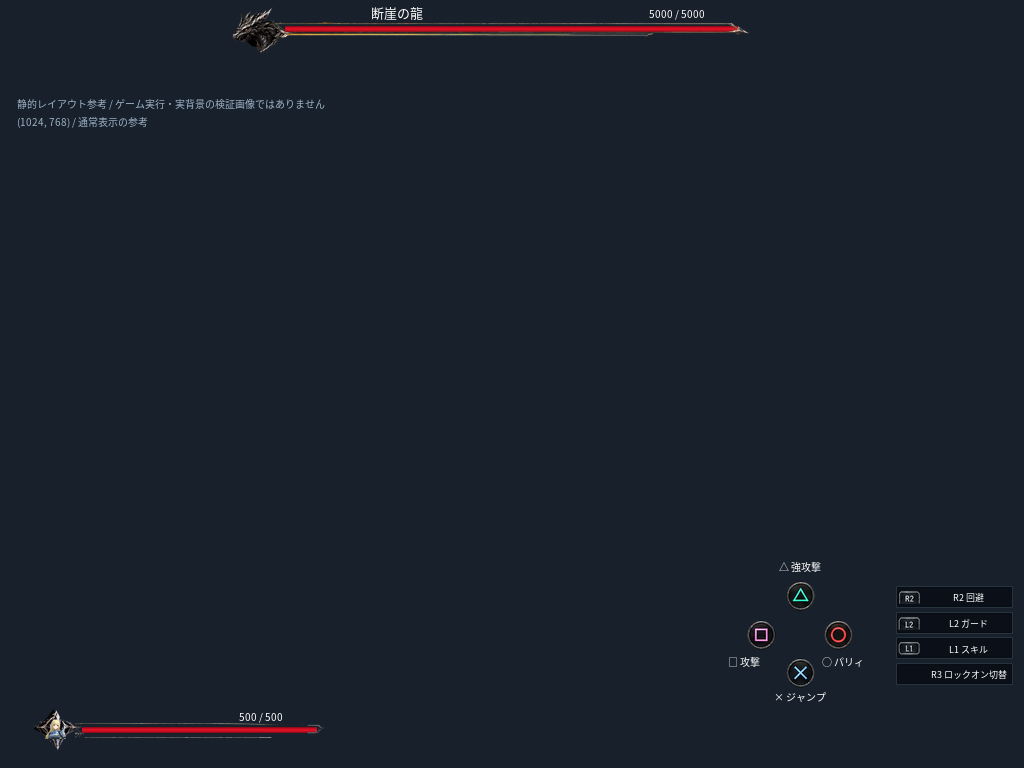 断崖の龍
5000 / 5000
静的レイアウト参考 / ゲーム実行・実背景の検証画像ではありません
(1024, 768) / 通常表示の参考
△ 強攻撃
□ 攻撃
○ パリィ
× ジャンプ
R2 R2 回避
L2 L2 ガード
L1 L1 スキル
R3 ロックオン切替
500 / 500